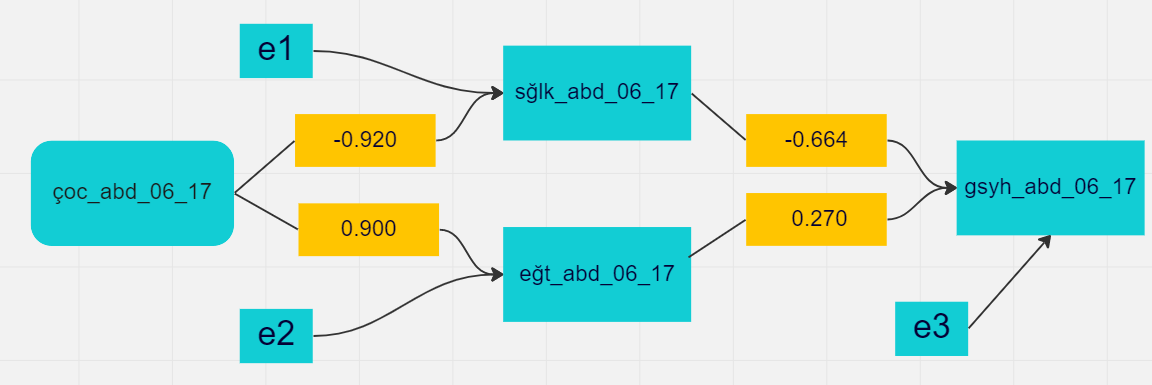 e1
sğlk_abd_06_17
-0.920
-0.664
çoc_abd_06_17
gsyh_abd_06_17
0.900
0.270
eğt_abd_06_17
e2
e3